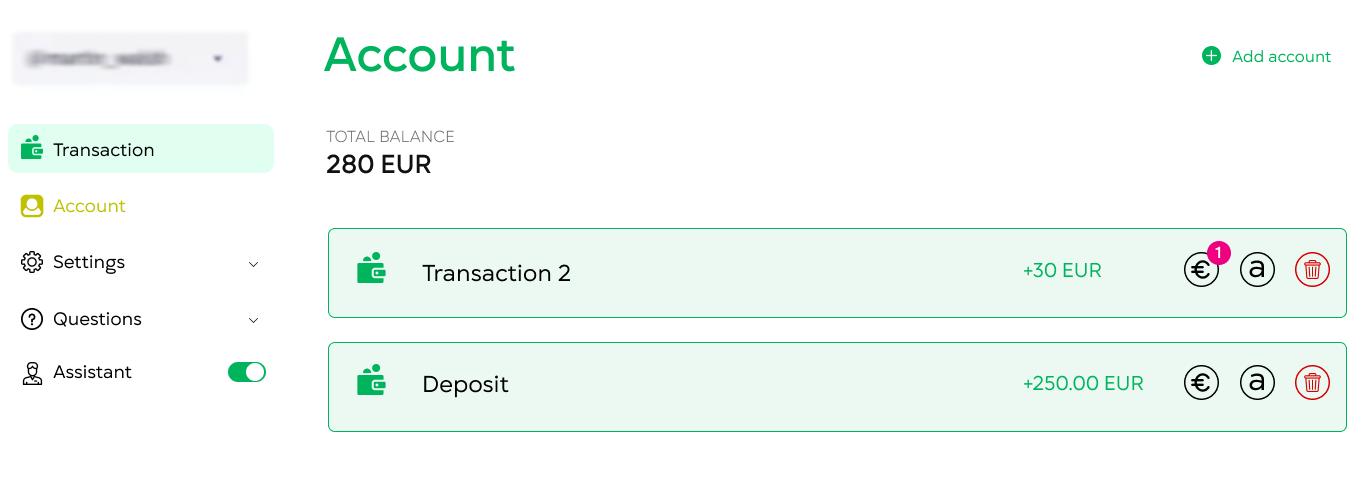 Account
Add account
Transaction
Account
Settings
Questions
Assistant
TOTAL BALANCE
280 EUR
Transaction 2
+30 EUR
€
1
a
Deposit
+250.00 EUR
€
a